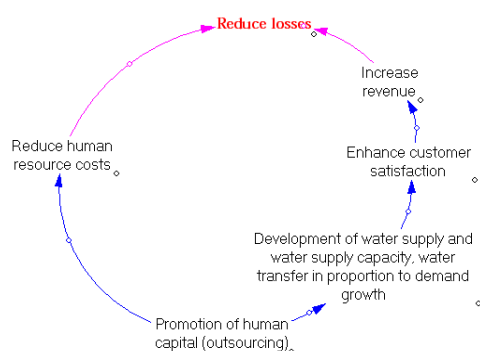 Reduce losses
Increase
revenue
Reduce human
resource costs
Enhance customer
satisfaction
Development of water supply and
water supply capacity, water
transfer in proportion to demand
growth
Promotion of human
capital (outsourcing)